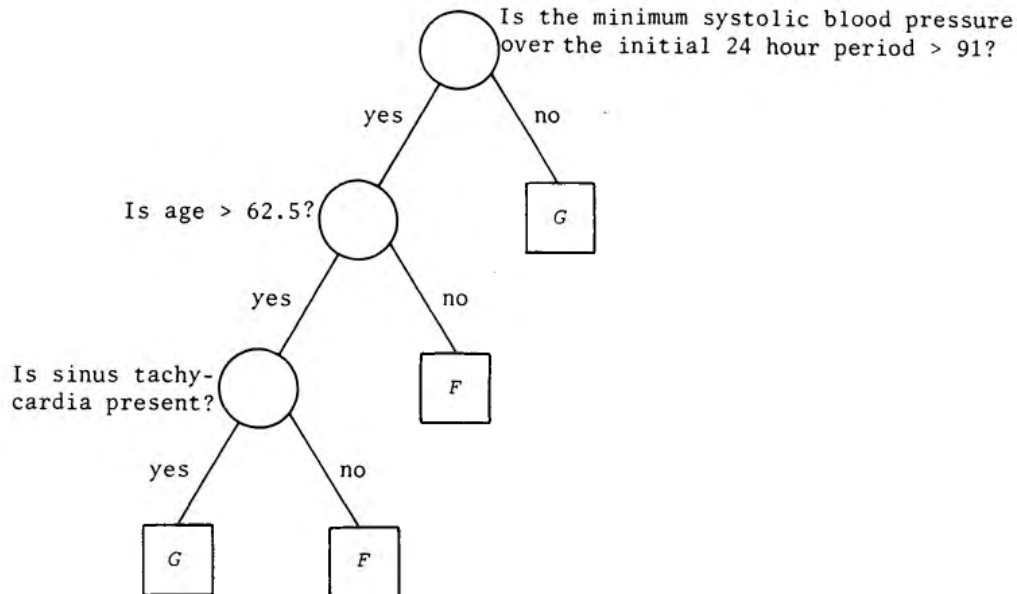 Is the minimum systolic blood pressure
over the initial 24 hour period > 91?
yes
no
Is age > 62.5?
G
yes
no
Is sinus tachy-
cardia present?
F
yes
no
G
F